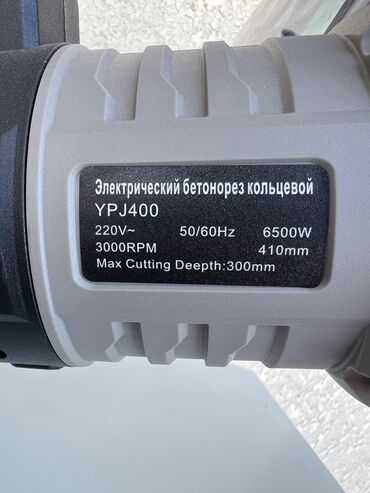 Электрический бетонорез кольцевой
YPJ400
220V~ 50/60Hz 6500W
3000RPM 410mm
Max Cutting Deepth:300mm